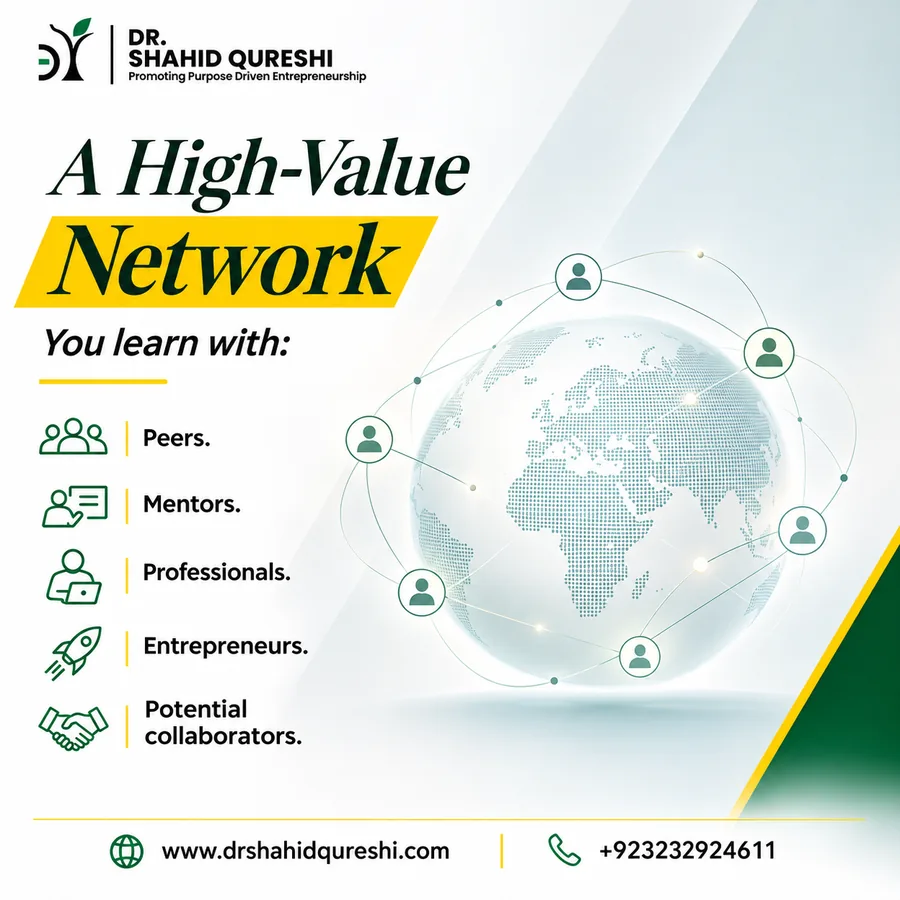 DR.
SHAHID QURESHI
Promoting Purpose Driven Entrepreneurship
A High-Value
Network
You learn with:
Peers.
Mentors.
Professionals.
Entrepreneurs.
Potential
collaborators.
www.drshahidqureshi.com
+923232924611